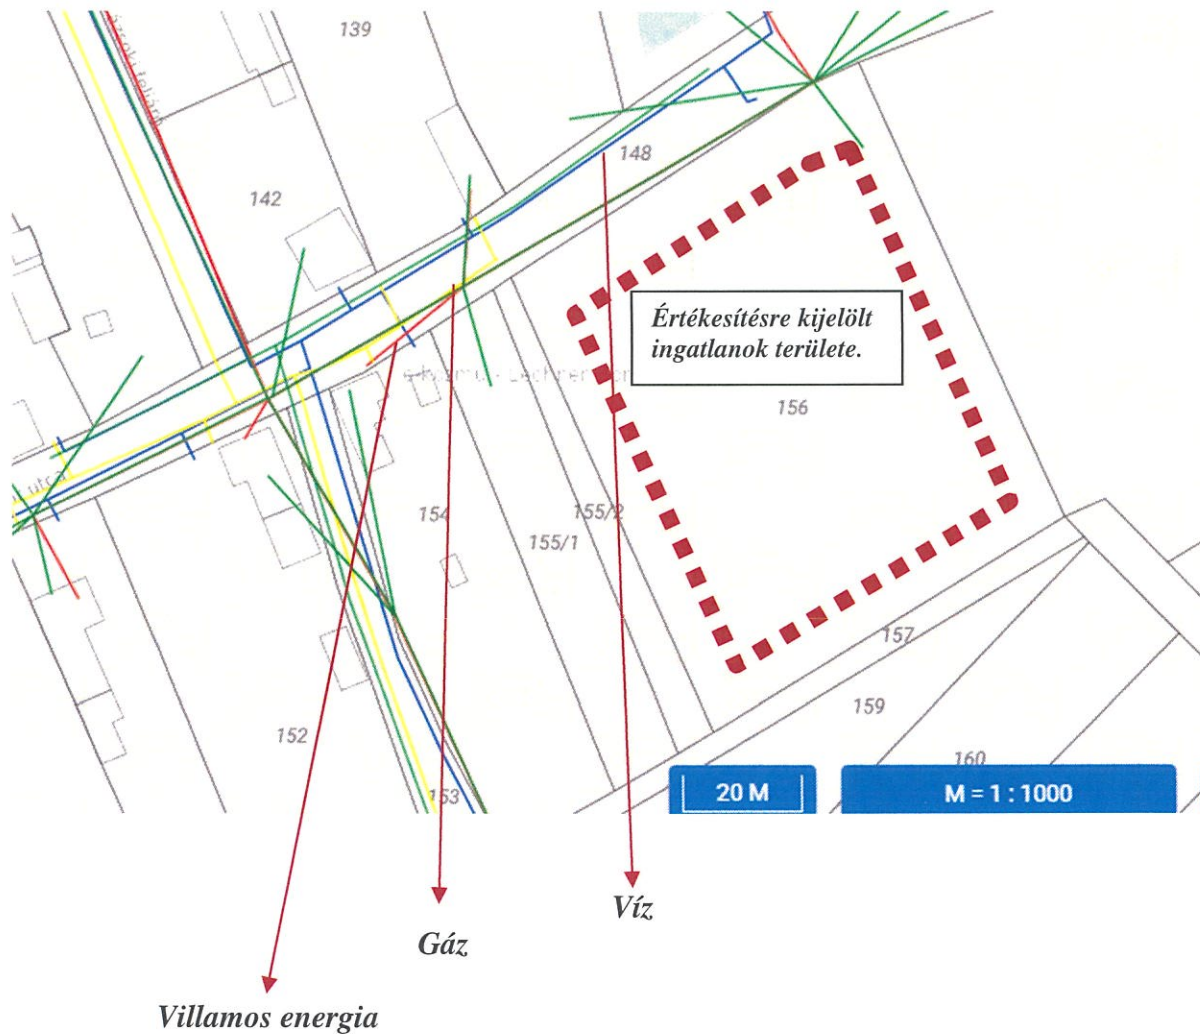 139
142
148
Értékesítésre kijelölt
ingatlanok területe.
156
utca
154
155/2
155/1
157
152
159
160
153
20 M
M = 1 : 1000
Víz
Gáz
Villamos energia